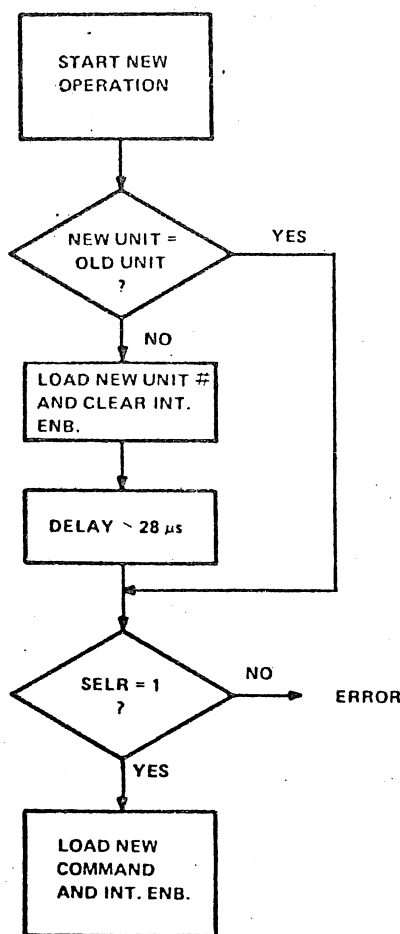 START NEW
OPERATION
NEW UNIT =
OLD UNIT
?
YES
NO
LOAD NEW UNIT #
AND CLEAR INT.
ENB.
DELAY ~ 28 μs
SELR = 1
?
NO
ERROR
YES
LOAD NEW
COMMAND
AND INT. ENB.